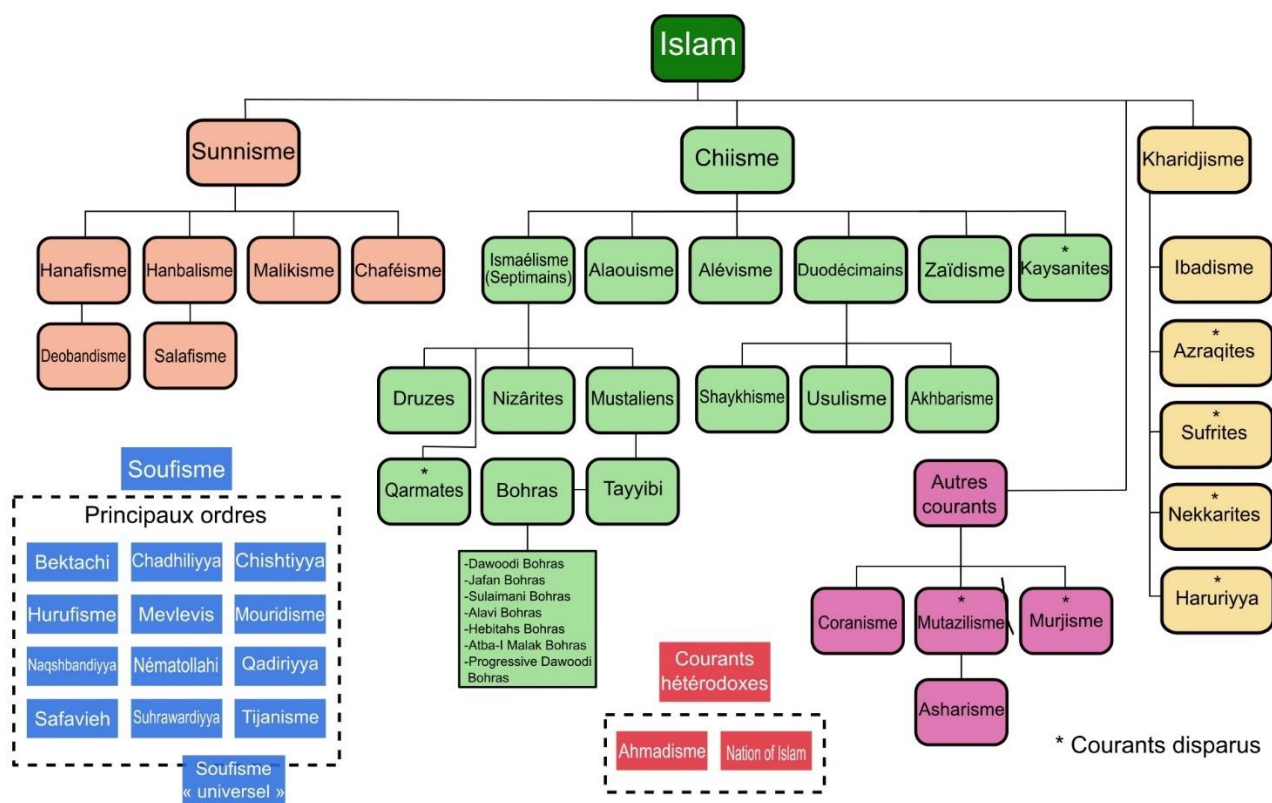 Islam
Sunnisme
Chiisme
Kharidjisme
Hanafisme
Hanbalisme
Malikisme
Chaféisme
Ismaélisme
(Septimains)
Alaouisme
Alévisme
Duodécimains
Zaïdisme
*
Kaysanites
Ibadisme
Deobandisme
Salafisme
*
Azraqites
Druzes
Nizârites
Mustaliens
Shaykhisme
Usulisme
Akhbarisme
*
Sufrites
Soufisme
*
Qarmates
Bohras
Tayyibi
Autres
courants
*
Nekkarites
Principaux ordres
Bektachi
Chadhiliyya
Chishtiyya
Hurufisme
Mevlevis
Mouridisme
Naqshbandiyya
Nématollahi
Qadiriyya
Safavieh
Suhrawardiyya
Tijanisme
Soufisme
« universel »
-Dawoodi Bohras
-Jafan Bohras
-Sulaimani Bohras
-Alavi Bohras
-Hebitahs Bohras
-Atba-I Malak Bohras
-Progressive Dawoodi
Bohras
Coranisme
*
Mutazilisme
*
Murjisme
*
Haruriyya
Asharisme
Courants
hétérodoxes
Ahmadisme
Nation of Islam
* Courants disparus